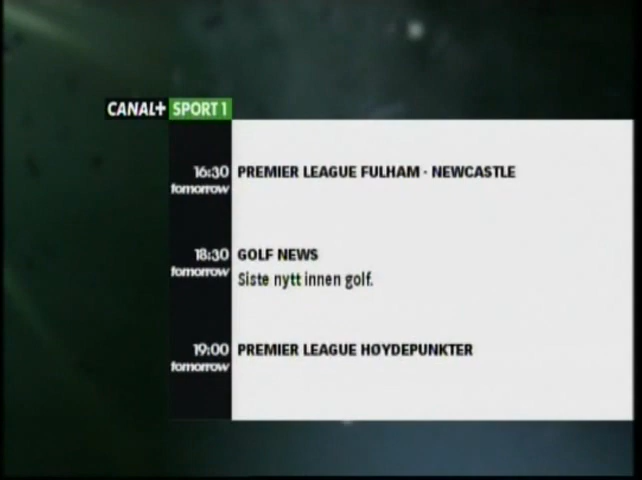 CANAL+ SPORT 1
16:30 PREMIER LEAGUE FULHAM - NEWCASTLE
tomorrow
18:30 GOLF NEWS
tomorrow Siste nytt innen golf.
19:00 PREMIER LEAGUE HØYDEPUNKTER
tomorrow